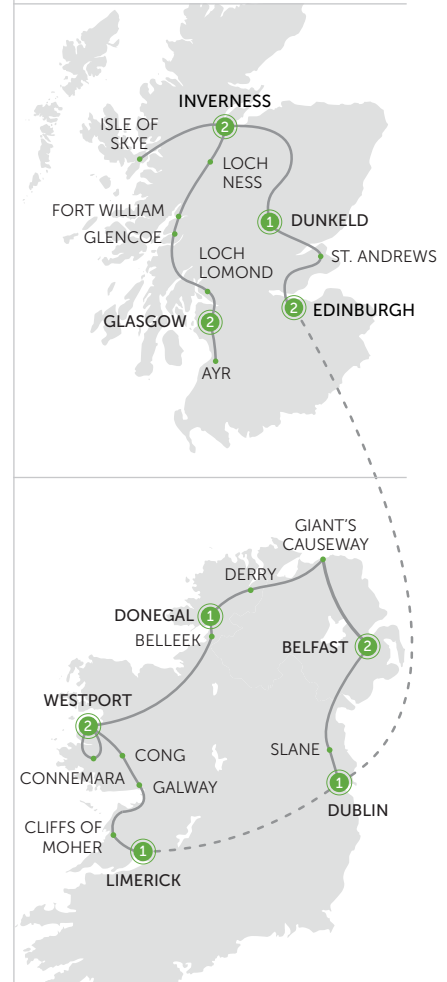 INVERNESS
2
ISLE OF
SKYE
LOCH
NESS
FORT WILLIAM
GLENCOE
1
DUNKELD
ST. ANDREWS
LOCH
LOMOND
2
EDINBURGH
GLASGOW
2
AYR
GIANT'S
CAUSEWAY
DERRY
DONEGAL
1
BELLEEK
BELFAST
2
WESTPORT
2
SLANE
CONG
CONNEMARA
GALWAY
1
DUBLIN
CLIFFS OF
MOHER
1
LIMERICK